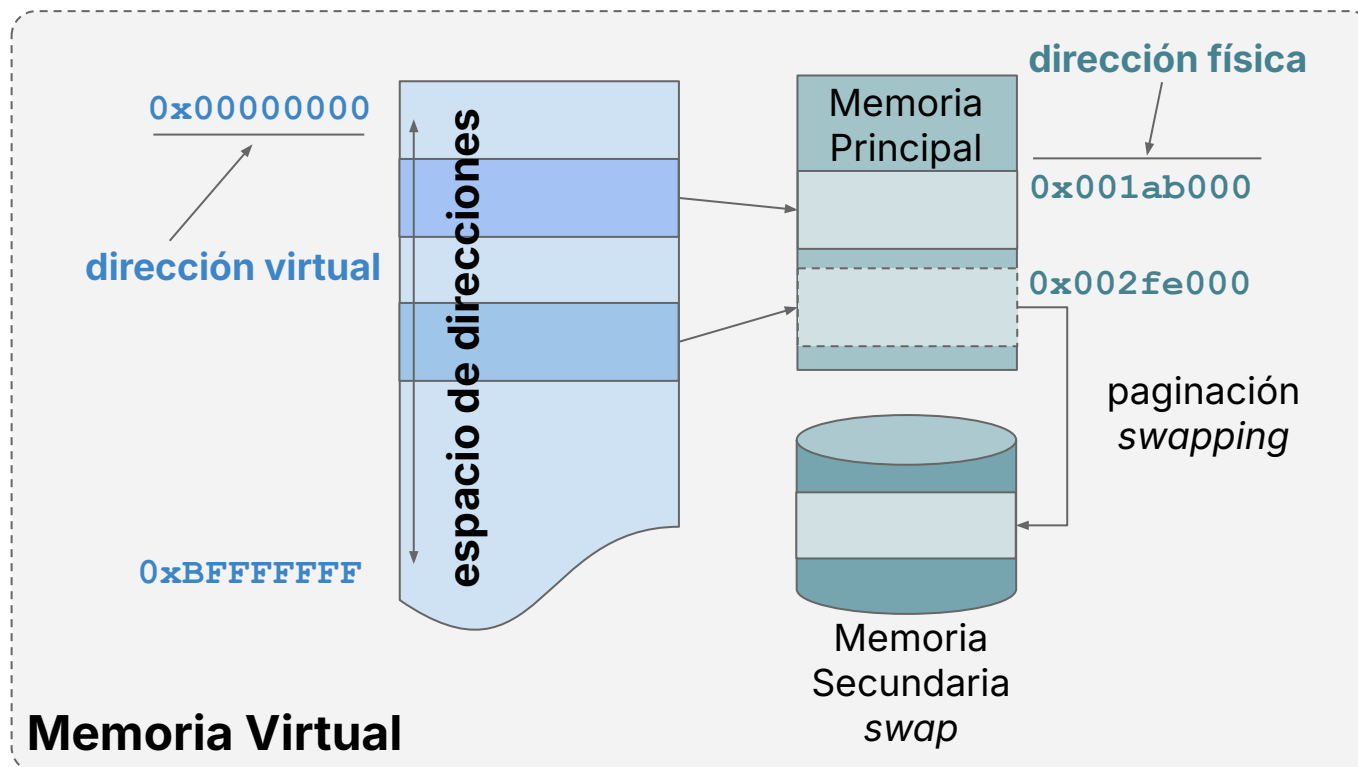 dirección física
0x00000000
Memoria
Principal
espacio de direcciones
0x001ab000
dirección virtual
0x002fe000
paginación
swapping
0xBFFFFFFF
Memoria
Secundaria
swap
Memoria Virtual